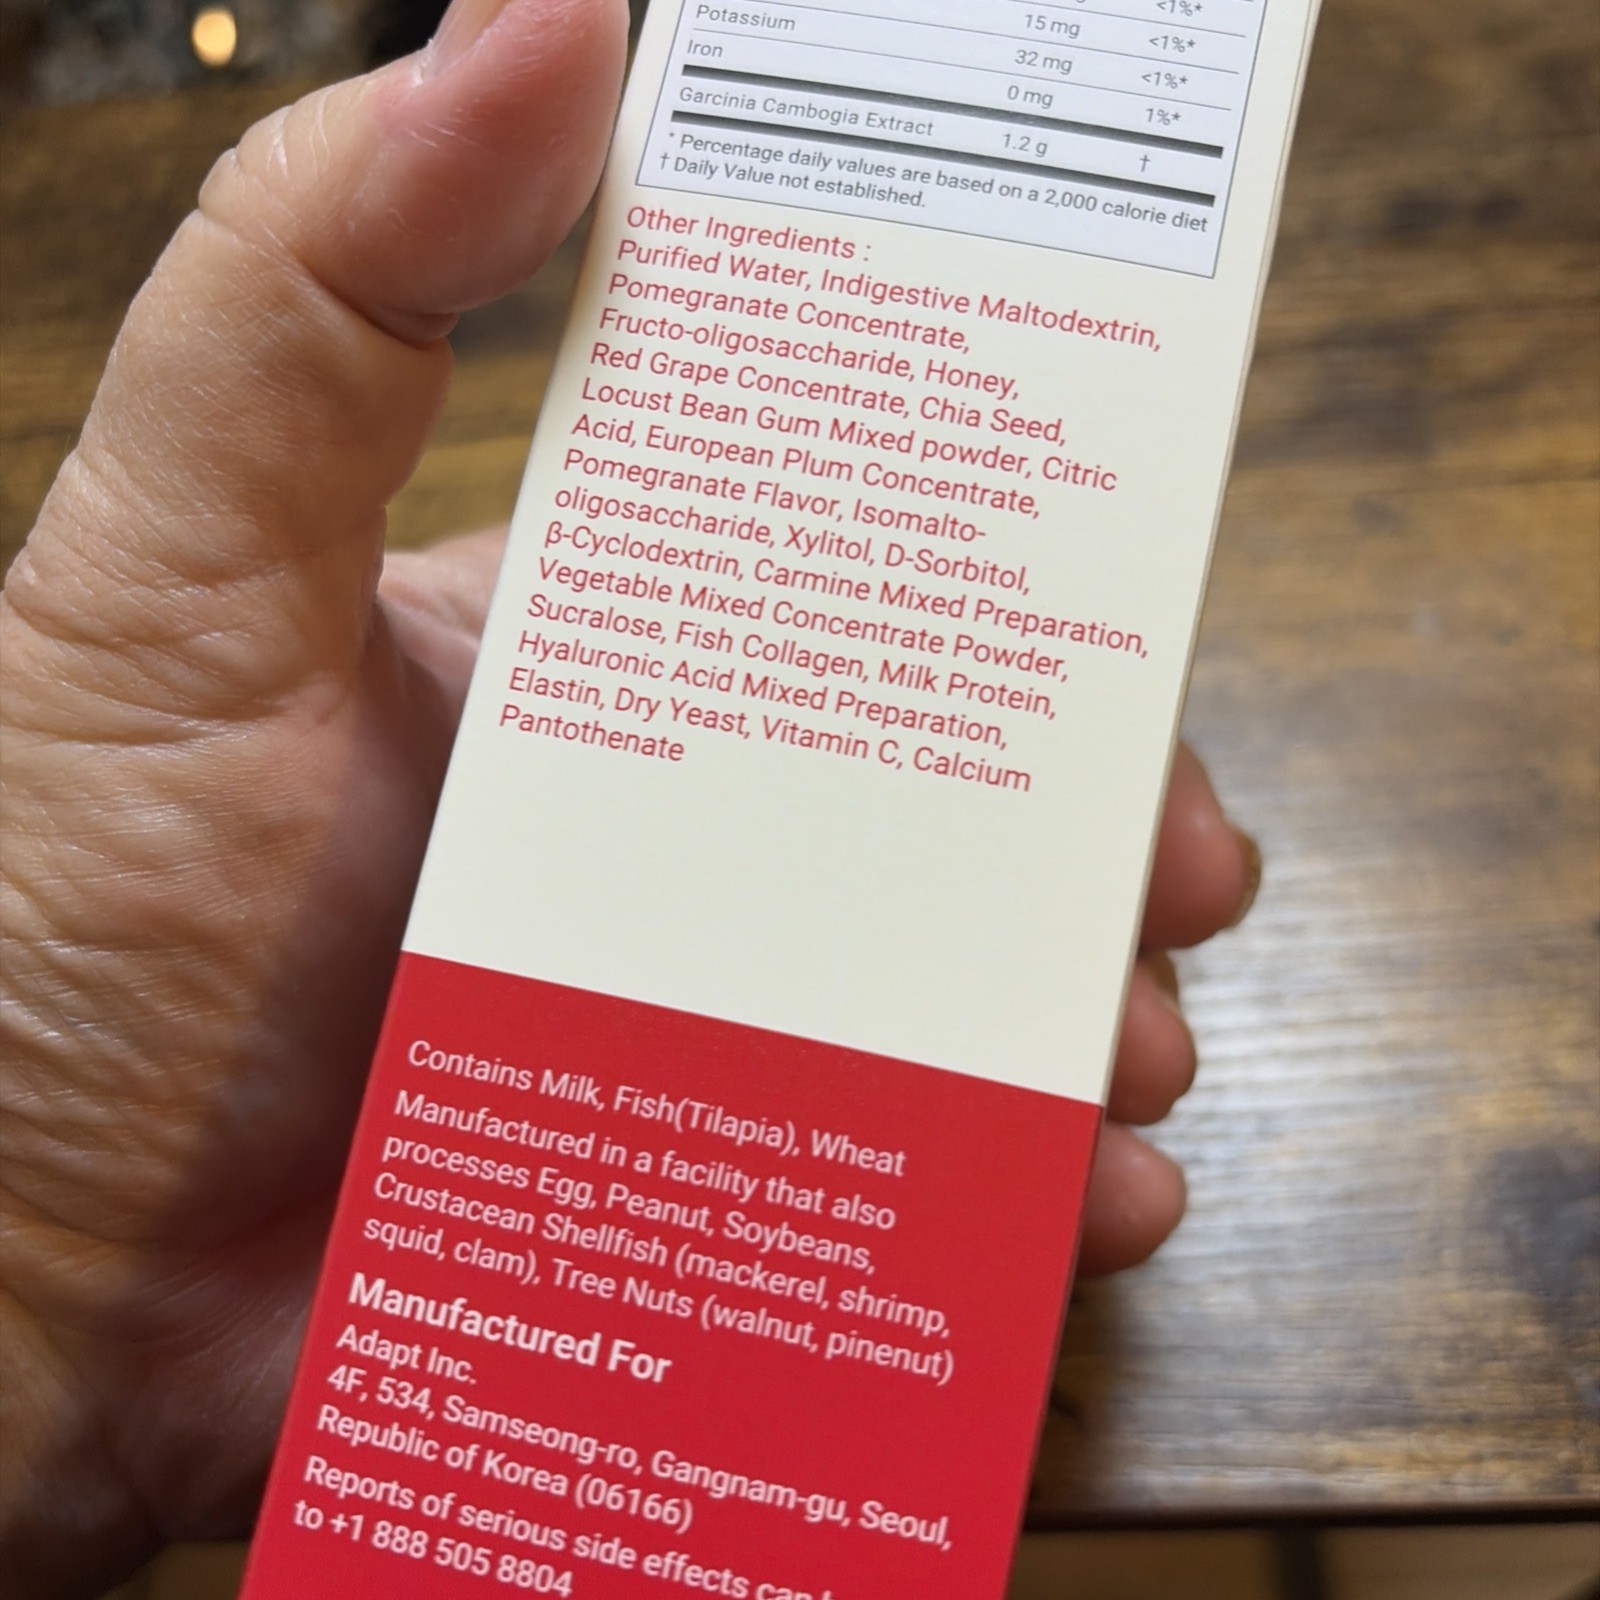 <1%*
Potassium 15 mg <1%*
Iron 32 mg <1%*
0 mg 1%*
Garcinia Cambogia Extract 1.2 g †
* Percentage daily values are based on a 2,000 calorie diet
† Daily Value not established.
Other Ingredients :
Purified Water, Indigestive Maltodextrin,
Pomegranate Concentrate,
Fructo-oligosaccharide, Honey,
Red Grape Concentrate, Chia Seed,
Locust Bean Gum Mixed powder, Citric
Acid, European Plum Concentrate,
Pomegranate Flavor, Isomalto-
oligosaccharide, Xylitol, D-Sorbitol,
β-Cyclodextrin, Carmine Mixed Preparation,
Vegetable Mixed Concentrate Powder,
Sucralose, Fish Collagen, Milk Protein,
Hyaluronic Acid Mixed Preparation,
Elastin, Dry Yeast, Vitamin C, Calcium
Pantothenate
Contains Milk, Fish(Tilapia), Wheat
Manufactured in a facility that also
processes Egg, Peanut, Soybeans,
Crustacean Shellfish (mackerel, shrimp,
squid, clam), Tree Nuts (walnut, pinenut)
Manufactured For
Adapt Inc.
4F, 534, Samseong-ro, Gangnam-gu, Seoul,
Republic of Korea (06166)
Reports of serious side effects can
to +1 888 505 8804